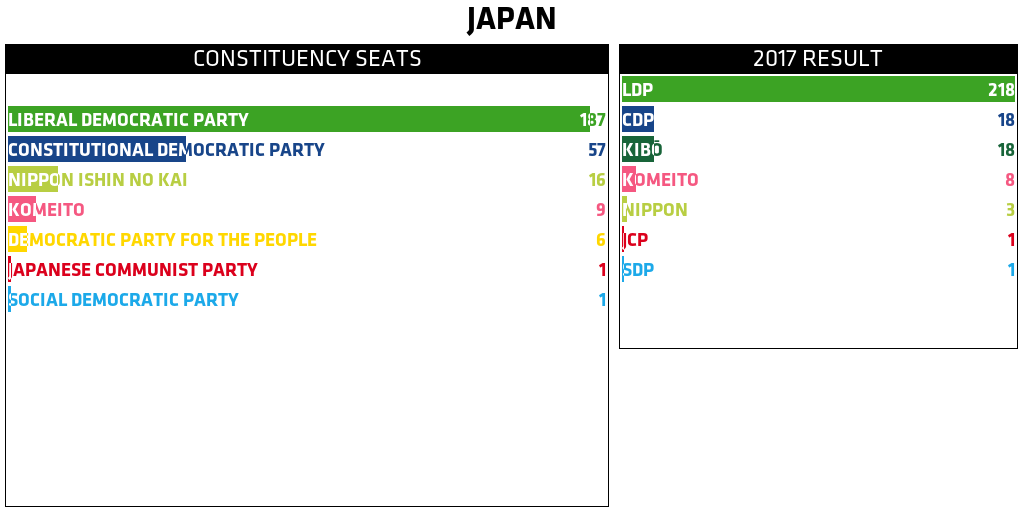 JAPAN
CONSTITUENCY SEATS
LIBERAL DEMOCRATIC PARTY 187
CONSTITUTIONAL DEMOCRATIC PARTY 57
NIPPON ISHIN NO KAI 16
KOMEITO 9
DEMOCRATIC PARTY FOR THE PEOPLE 6
JAPANESE COMMUNIST PARTY 1
SOCIAL DEMOCRATIC PARTY 1
2017 RESULT
LDP 218
CDP 18
KIBŌ 18
KOMEITO 8
NIPPON 3
JCP 1
SDP 1